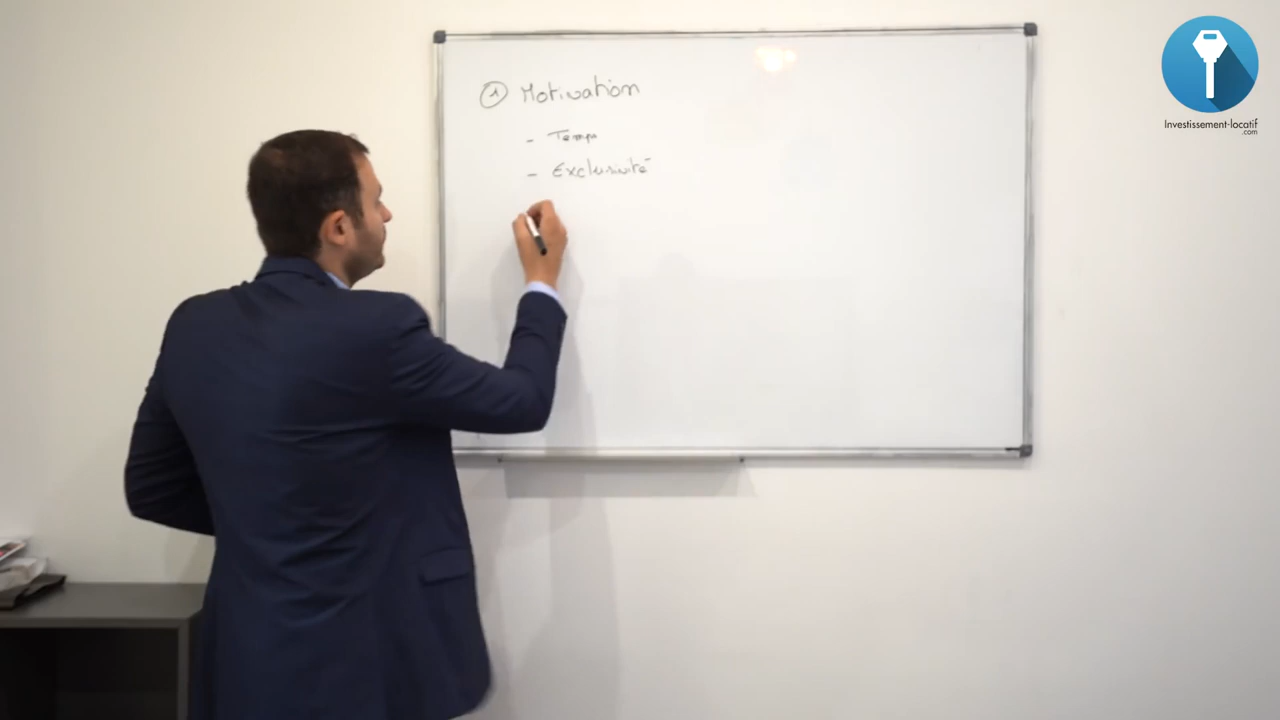 ① Motivation
- Temps
- Exclusivité
Investissement-locatif
.com